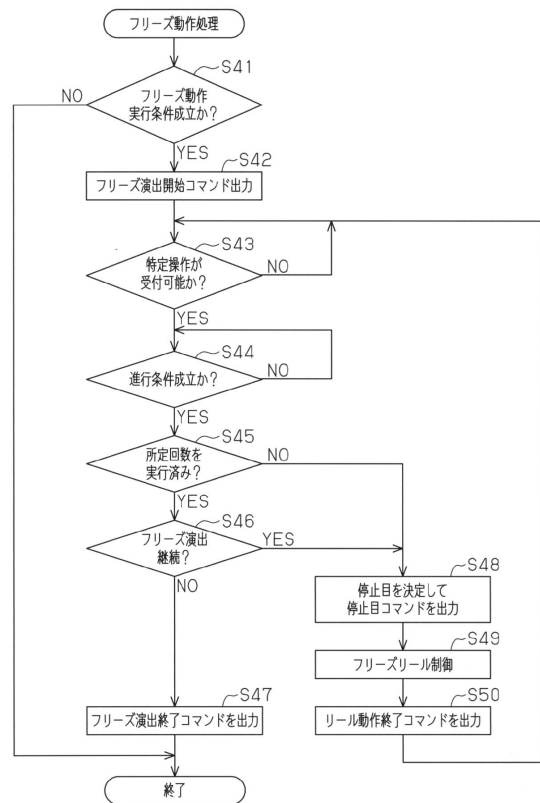 フリーズ動作処理
S41
NO
フリーズ動作
実行条件成立か？
YES
S42
フリーズ演出開始コマンド出力
S43
特定操作が
受付可能か？
NO
YES
S44
進行条件成立か？
NO
YES
S45
所定回数を
実行済み？
NO
YES
S46
フリーズ演出
継続？
YES
NO
S48
停止目を決定して
停止目コマンドを出力
S49
フリーズリール制御
S47
フリーズ演出終了コマンドを出力
S50
リール動作終了コマンドを出力
終了